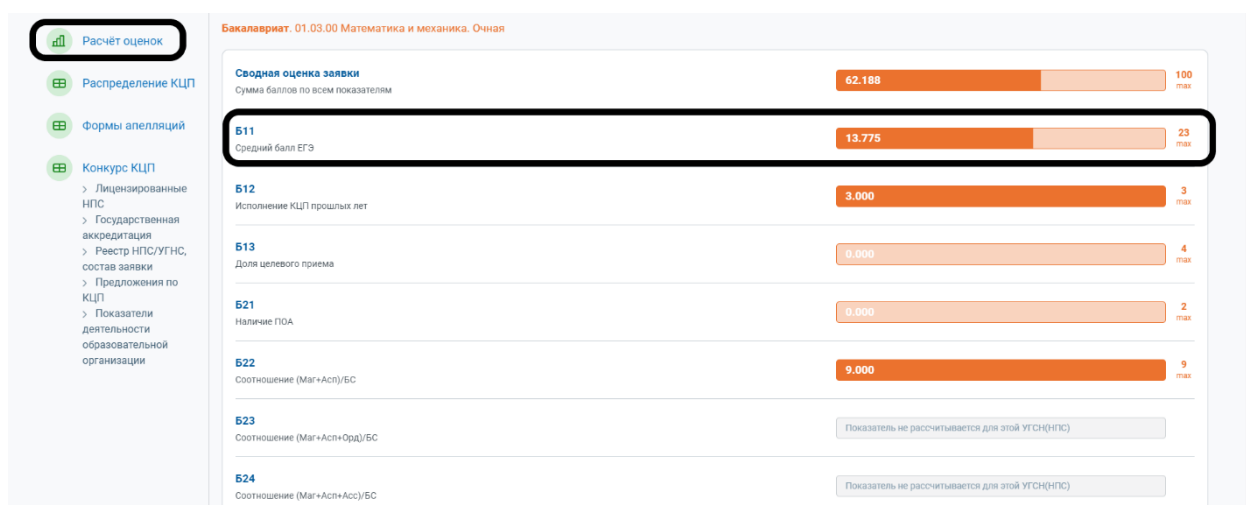 Расчёт оценок
Распределение КЦП
Формы апелляций
Конкурс КЦП
> Лицензированные
НПС
> Государственная
аккредитация
> Реестр НПС/УГНС,
состав заявки
> Предложения по
КЦП
> Показатели
деятельности
образовательной
организации
Бакалавриат. 01.03.00 Математика и механика. Очная
Сводная оценка заявки
Сумма баллов по всем показателям
62.188
100
max
Б11
Средний балл ЕГЭ
13.775
23
max
Б12
Исполнение КЦП прошлых лет
3.000
3
max
Б13
Доля целевого приема
0.000
4
max
Б21
Наличие ПОА
0.000
2
max
Б22
Соотношение (Маг+Асп)/БС
9.000
9
max
Б23
Соотношение (Маг+Асп+Орд)/БС
Показатель не рассчитывается для этой УГСН(НПС)
Б24
Соотношение (Маг+Асп+Асс)/БС
Показатель не рассчитывается для этой УГСН(НПС)